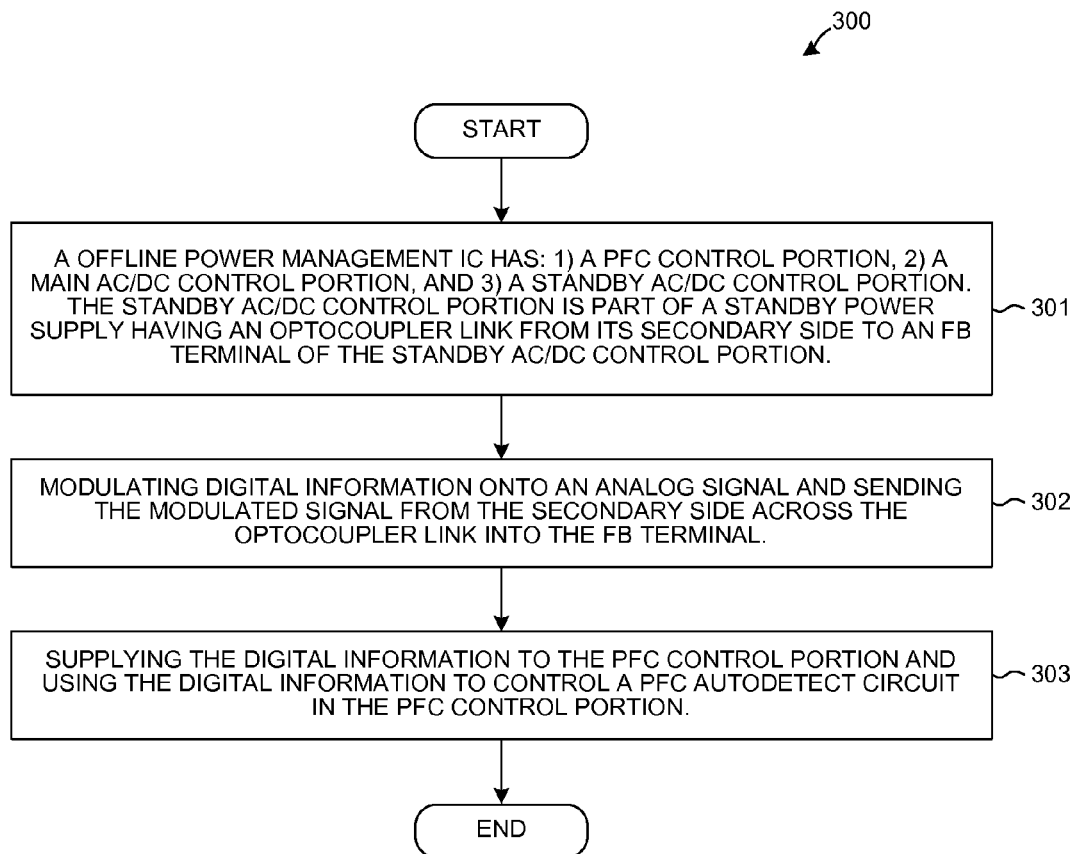 300
START
A OFFLINE POWER MANAGEMENT IC HAS: 1) A PFC CONTROL PORTION, 2) A
MAIN AC/DC CONTROL PORTION, AND 3) A STANDBY AC/DC CONTROL PORTION.
THE STANDBY AC/DC CONTROL PORTION IS PART OF A STANDBY POWER
SUPPLY HAVING AN OPTOCOUPLER LINK FROM ITS SECONDARY SIDE TO AN FB
TERMINAL OF THE STANDBY AC/DC CONTROL PORTION.
301
MODULATING DIGITAL INFORMATION ONTO AN ANALOG SIGNAL AND SENDING
THE MODULATED SIGNAL FROM THE SECONDARY SIDE ACROSS THE
OPTOCOUPLER LINK INTO THE FB TERMINAL.
302
SUPPLYING THE DIGITAL INFORMATION TO THE PFC CONTROL PORTION AND
USING THE DIGITAL INFORMATION TO CONTROL A PFC AUTODETECT CIRCUIT
IN THE PFC CONTROL PORTION.
303
END